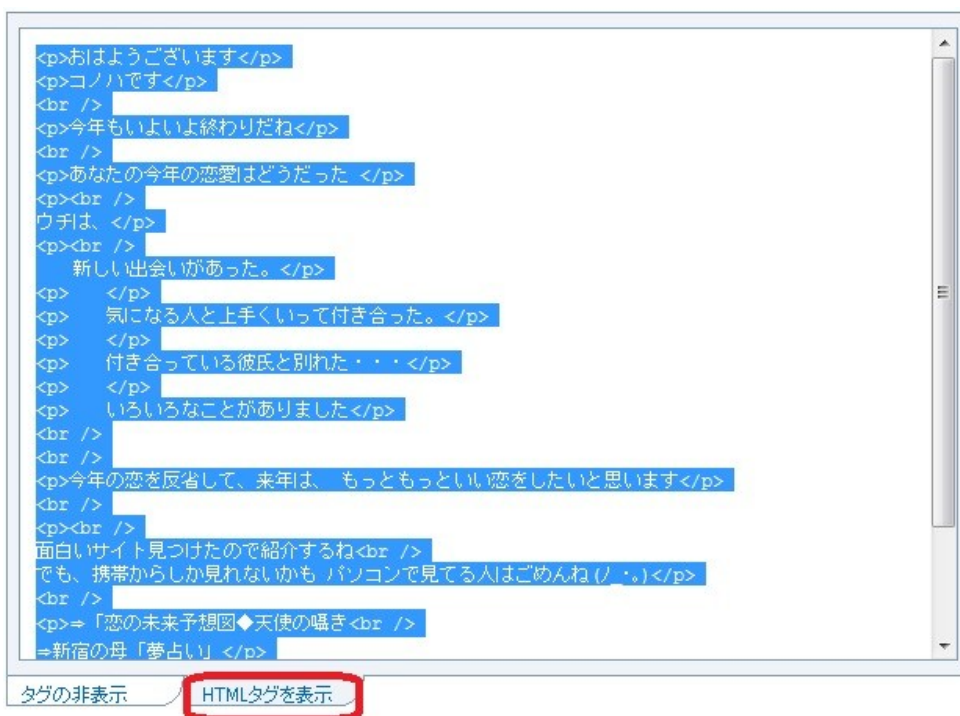 <p>おはようございます</p>
<p>コノハです</p>
<br />
<p>今年もいよいよ終わりだね</p>
<br />
<p>あなたの今年の恋愛はどうだった </p>
<p><br />
ウチは、</p>
<p><br />
新しい出会いがあった。</p>
<p>　　</p>
<p>　　気になる人と上手くいって付き合った。</p>
<p>　　</p>
<p>　　付き合っている彼氏と別れた・・・</p>
<p>　　</p>
<p>　　いろいろなことがありました</p>
<br />
<br />
<p>今年の恋を反省して、来年は、 もっともっといい恋をしたいと思います</p>
<br />
<p><br />
面白いサイト見つけたので紹介するね<br />
でも、携帯からしか見れないかも パソコンで見てる人はごめんね(ﾉ_･｡)</p>
<br />
<p>⇒「恋の未来予想図◆天使の囁き<br />
⇒新宿の母「夢占い」</p>
タグの非表示
HTMLタグを表示